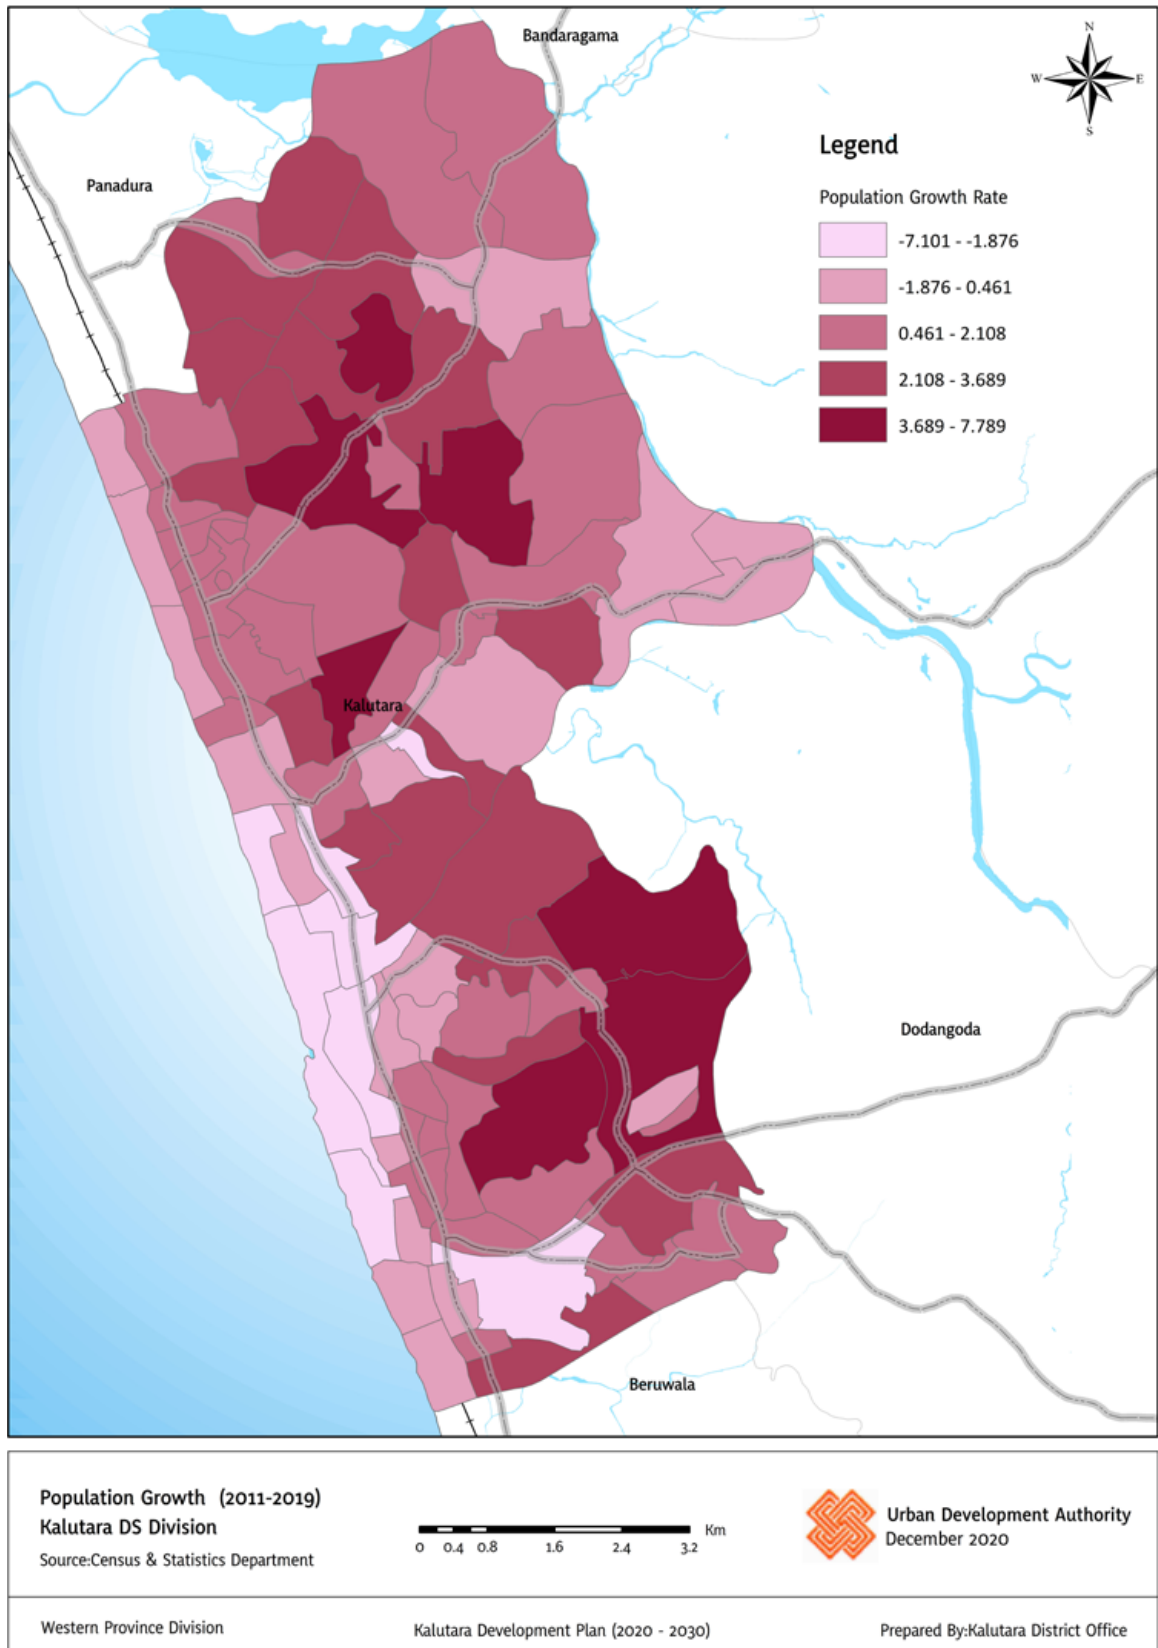 Bandaragama
N
W
E
S
Panadura
Legend
Population Growth Rate
-7.101 - -1.876
-1.876 - 0.461
0.461 - 2.108
2.108 - 3.689
3.689 - 7.789
Kalutara
Dodangoda
Beruwala
Population Growth (2011-2019)
Kalutara DS Division
Source:Census & Statistics Department
Km
0 0.4 0.8 1.6 2.4 3.2
Urban Development Authority
December 2020
Western Province Division
Kalutara Development Plan (2020 - 2030)
Prepared By:Kalutara District Office